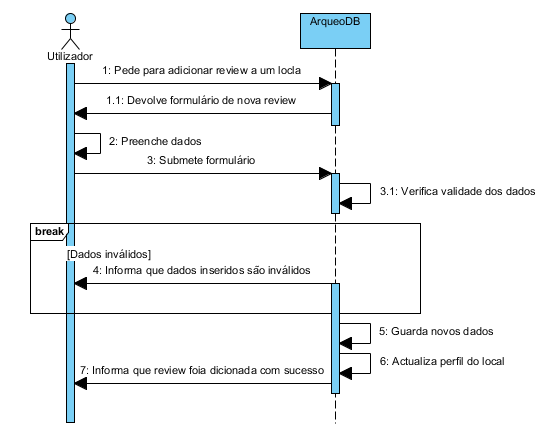 ArqueoDB
Utilizador
1: Pede para adicionar review a um locla
1.1: Devolve formulário de nova review
2: Preenche dados
3: Submete formulário
3.1: Verifica validade dos dados
break
[Dados inválidos]
4: Informa que dados inseridos são inválidos
5: Guarda novos dados
6: Actualiza perfil do local
7: Informa que review foia dicionada com sucesso